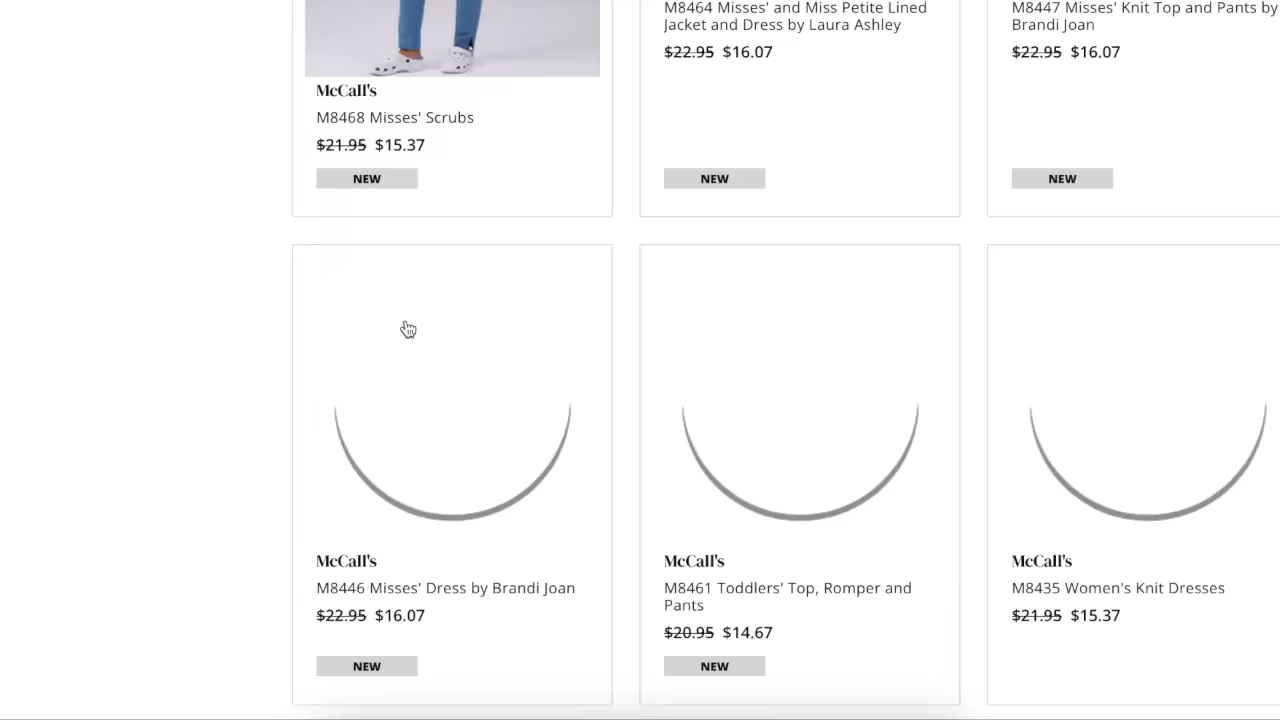 McCall's
M8468 Misses' Scrubs
$21.95 $15.37
NEW
M8464 Misses' and Miss Petite Lined
Jacket and Dress by Laura Ashley
$22.95 $16.07
NEW
M8447 Misses' Knit Top and Pants by
Brandi Joan
$22.95 $16.07
NEW
McCall's
M8446 Misses' Dress by Brandi Joan
$22.95 $16.07
NEW
McCall's
M8461 Toddlers' Top, Romper and
Pants
$20.95 $14.67
NEW
McCall's
M8435 Women's Knit Dresses
$21.95 $15.37